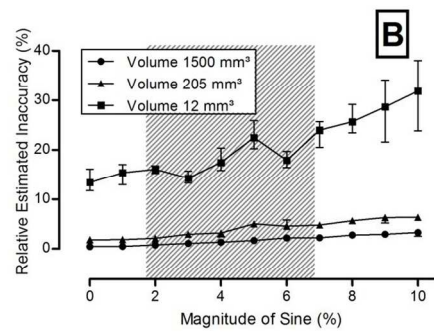 B
40
30
20
10
0
Relative Estimated Inaccuracy (%)
Volume 1500 mm³
Volume 205 mm³
Volume 12 mm³
0 2 4 6 8 10
Magnitude of Sine (%)